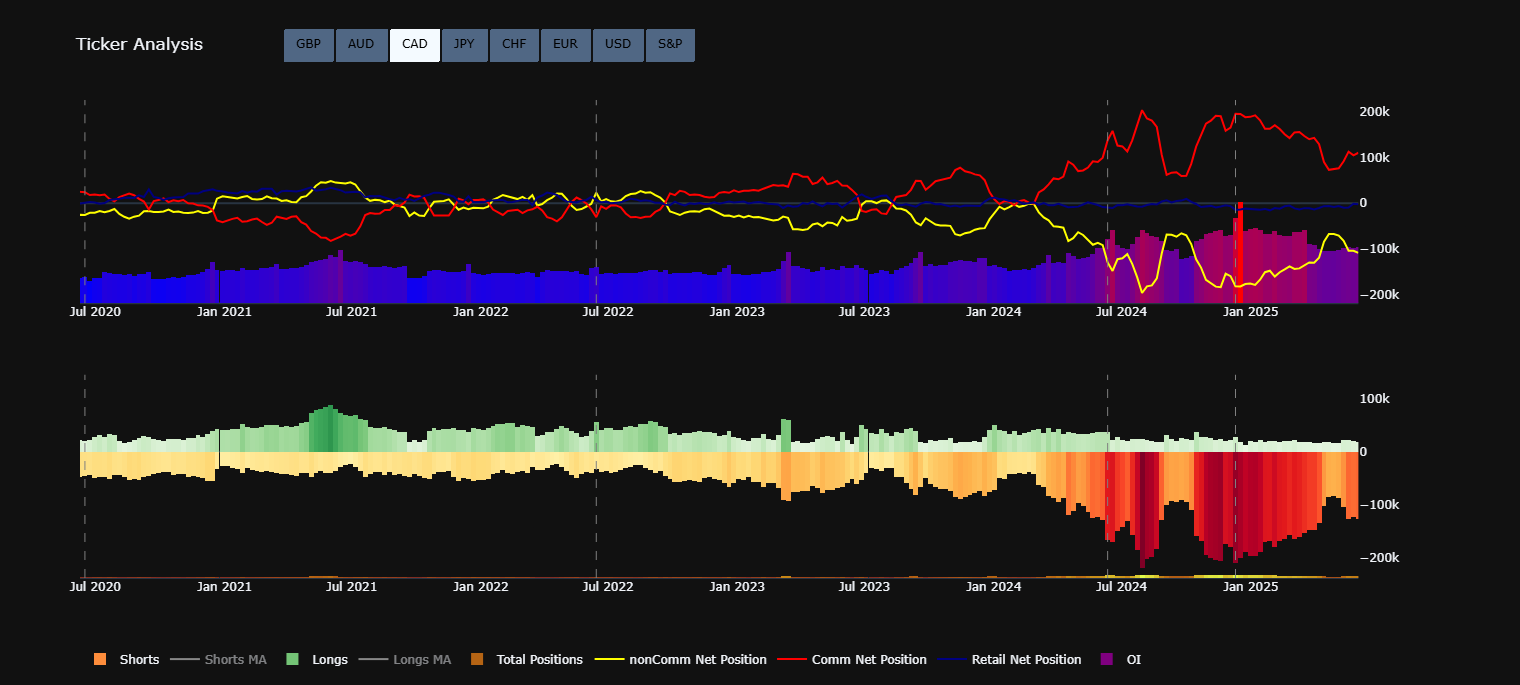 Ticker Analysis GBP AUD CAD JPY CHF EUR USD S&P
200k
100k
0
−100k
−200k
Jul 2020 Jan 2021 Jul 2021 Jan 2022 Jul 2022 Jan 2023 Jul 2023 Jan 2024 Jul 2024 Jan 2025
100k
0
−100k
−200k
Jul 2020 Jan 2021 Jul 2021 Jan 2022 Jul 2022 Jan 2023 Jul 2023 Jan 2024 Jul 2024 Jan 2025
Shorts Shorts MA Longs Longs MA Total Positions nonComm Net Position Comm Net Position Retail Net Position OI